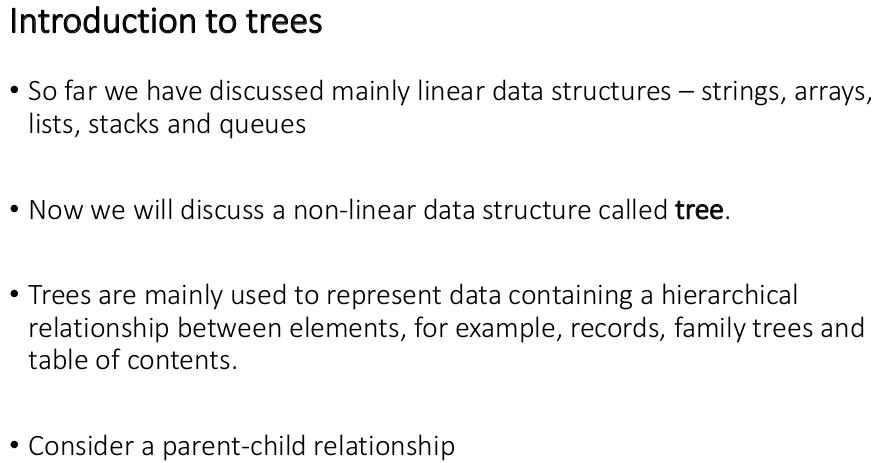 Introduction to trees
• So far we have discussed mainly linear data structures – strings, arrays,
lists, stacks and queues
• Now we will discuss a non-linear data structure called tree.
• Trees are mainly used to represent data containing a hierarchical
relationship between elements, for example, records, family trees and
table of contents.
• Consider a parent-child relationship